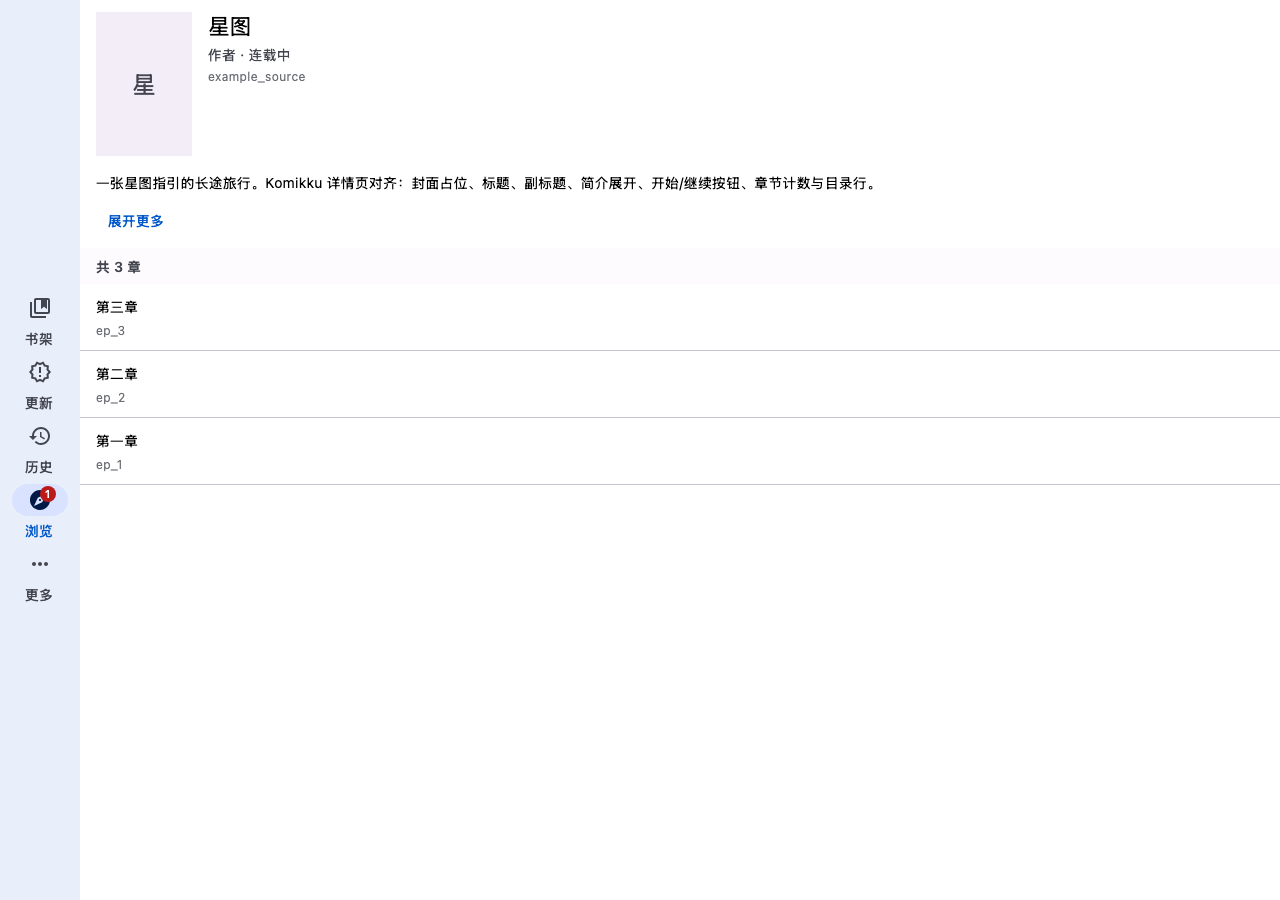 星
星图
作者 · 连载中
example_source
一张星图指引的长途旅行。Komikku 详情页对齐：封面占位、标题、副标题、简介展开、开始/继续按钮、章节计数与目录行。
展开更多
共 3 章
第三章
ep_3
第二章
ep_2
第一章
ep_1
书架
更新
历史
1
浏览
更多